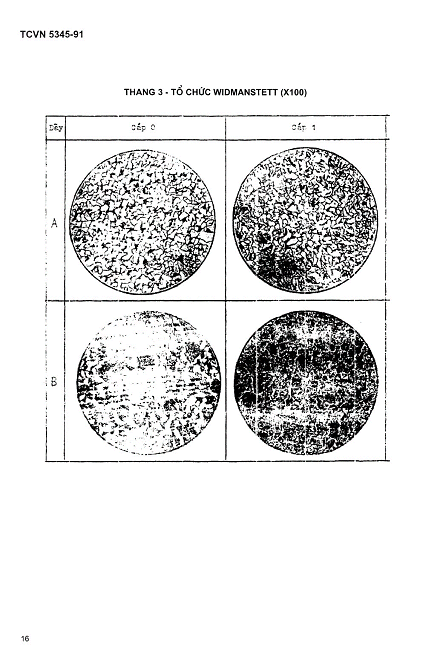 TCVN 5345-91
THANG 3 - TỔ CHỨC WIDMANSTETT (X100)
Dãy Cấp 0 Cấp 1
A
B
16